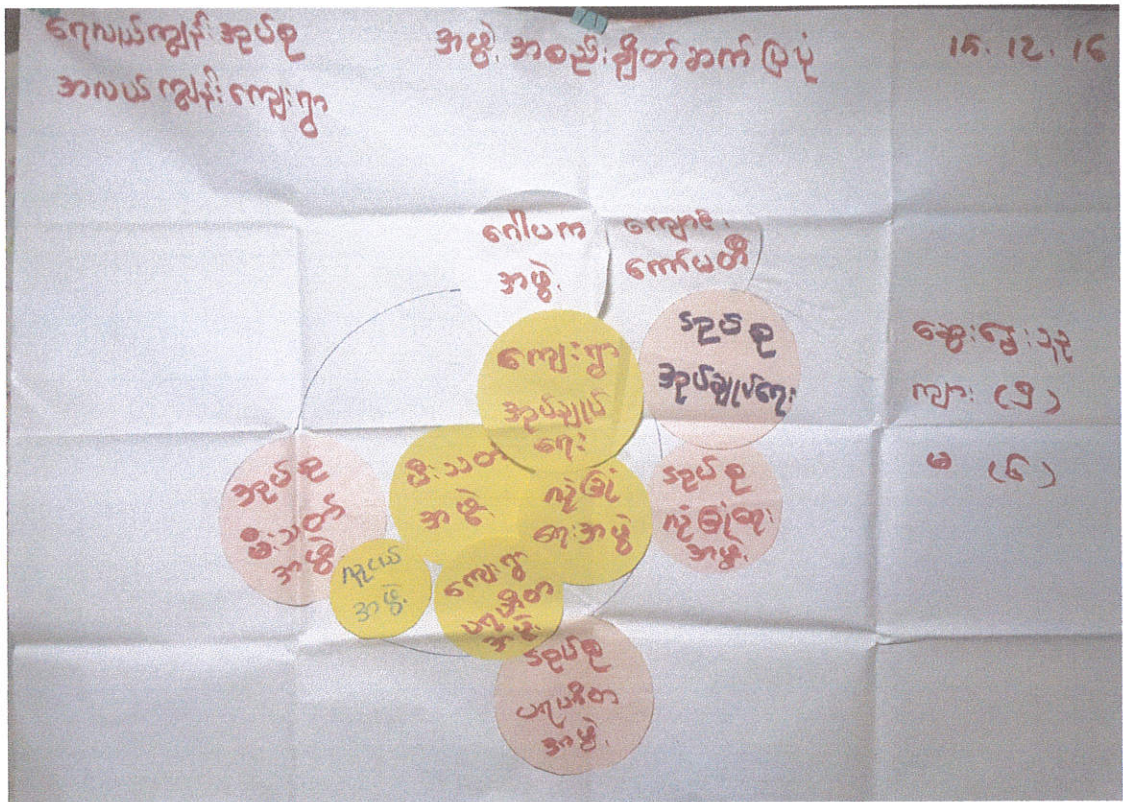 ရေလယ်ကျွန်း အုပ်စု
အလယ်ကျွန်း ကျေးရွာ
အဖွဲ့အစည်းချိတ်ဆက်ပြပုံ
15.12.16
ဂေါပက
အဖွဲ့
ကျောင်း
ကော်မတီ
ကျေးရွာ
အုပ်ချုပ်
ရေး
အုပ်စု
အုပ်ချုပ်ရေး
ဆွေးနွေးသူ
ကျား (၅)
မ (၆)
အုပ်စု
မီးသတ်
အဖွဲ့
မီးသတ်
အဖွဲ့
လုံခြုံ
ရေးအဖွဲ့
အုပ်စု
လုံခြုံရေး
အဖွဲ့
လူငယ်
အဖွဲ့
ကျေးရွာ
ပရဟိတ
အဖွဲ့
အုပ်စု
ပရဟိတ
အဖွဲ့